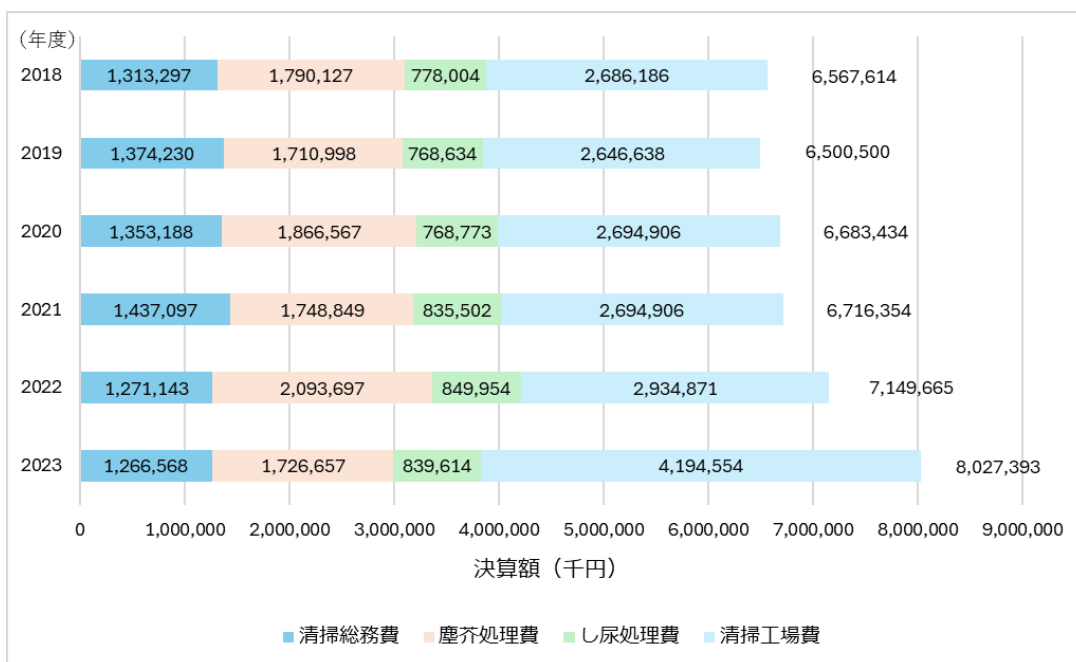 （年度）
2018 1,313,297 1,790,127 778,004 2,686,186 6,567,614
2019 1,374,230 1,710,998 768,634 2,646,638 6,500,500
2020 1,353,188 1,866,567 768,773 2,694,906 6,683,434
2021 1,437,097 1,748,849 835,502 2,694,906 6,716,354
2022 1,271,143 2,093,697 849,954 2,934,871 7,149,665
2023 1,266,568 1,726,657 839,614 4,194,554 8,027,393
0 1,000,000 2,000,000 3,000,000 4,000,000 5,000,000 6,000,000 7,000,000 8,000,000 9,000,000
決算額（千円）
清掃総務費 塵芥処理費 し尿処理費 清掃工場費